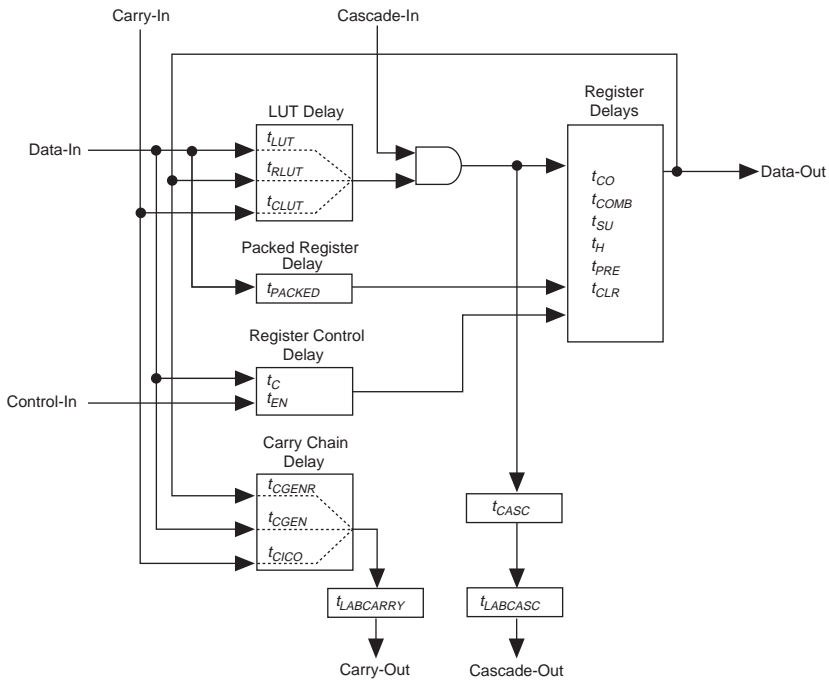 Carry-In
Cascade-In
LUT Delay
Register
Delays
Data-In
tLUT
tRLUT
tCLUT
Data-Out
tCO
tCOMB
tSU
tH
tPRE
tCLR
Packed Register
Delay
tPACKED
Register Control
Delay
tC
tEN
Control-In
Carry Chain
Delay
tCGENR
tCGEN
tCICO
tCASC
tLABCARRY
tLABCASC
Carry-Out
Cascade-Out